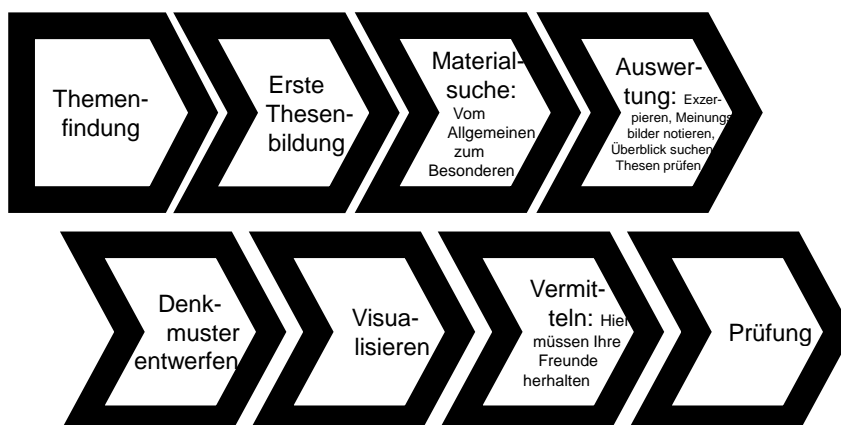 Themen-
findung
Erste
Thesen-
bildung
Material-
suche:
Vom
Allgemeinen
zum
Besonderen
Auswer-
tung: Exzer-
pieren, Meinungs
bilder notieren,
Überblick suchen
Thesen prüfen
Denk-
muster
entwerfen
Visua-
lisieren
Vermit-
teln: Hier
müssen Ihre
Freunde
herhalten
Prüfung